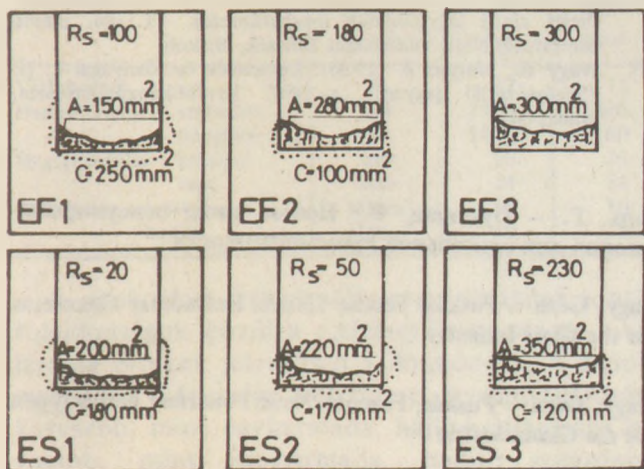 Rs=100
A=150mm²
C=250mm²
EF1
Rs=180
A=280mm²
C=100mm²
EF2
Rs=300
A=300mm²
EF3
Rs=20
A=200mm²
C=180mm²
ES1
Rs=50
A=220mm²
C=170mm²
ES2
Rs=230
A=350mm²
C=120mm²
ES3